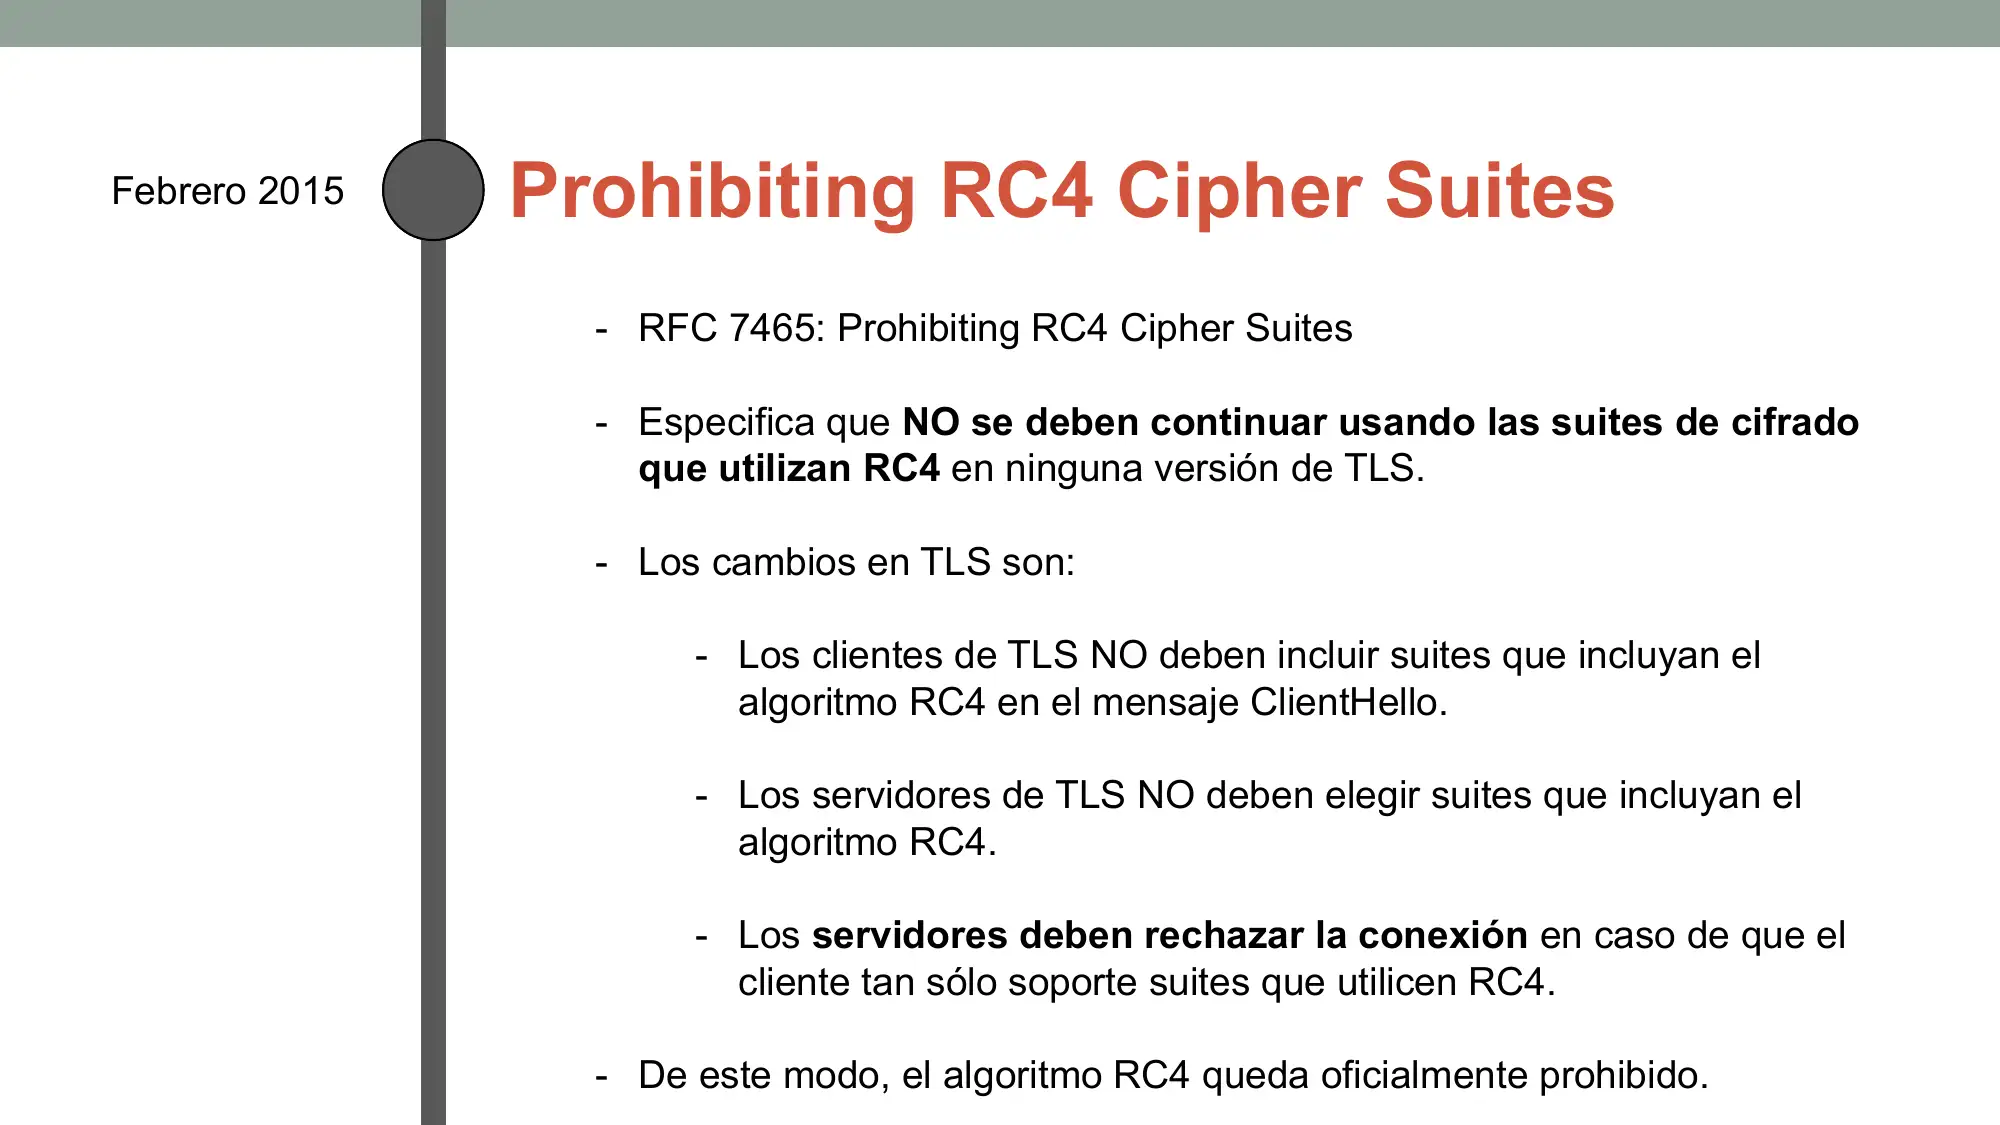 Febrero 2015
Prohibiting RC4 Cipher Suites
- RFC 7465: Prohibiting RC4 Cipher Suites
- Especifica que NO se deben continuar usando las suites de cifrado
que utilizan RC4 en ninguna versión de TLS.
- Los cambios en TLS son:
- Los clientes de TLS NO deben incluir suites que incluyan el
algoritmo RC4 en el mensaje ClientHello.
- Los servidores de TLS NO deben elegir suites que incluyan el
algoritmo RC4.
- Los servidores deben rechazar la conexión en caso de que el
cliente tan sólo soporte suites que utilicen RC4.
- De este modo, el algoritmo RC4 queda oficialmente prohibido.